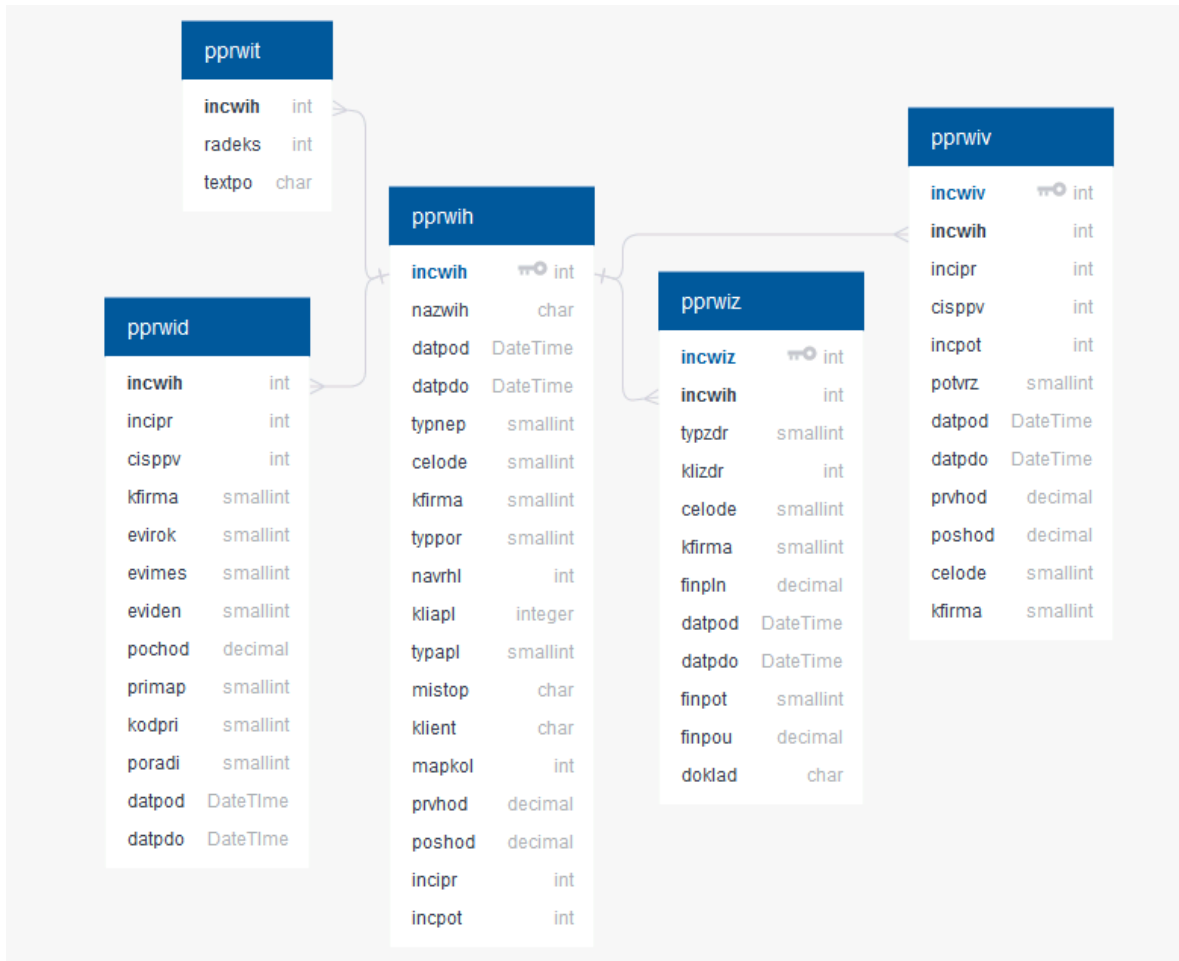 pprwit
incwih int
radeks int
textpo char
pprwid
incwih int
incipr int
cisppv int
kfirma smallint
evirok smallint
evimes smallint
eviden smallint
pochod decimal
primap smallint
kodpri smallint
poradi smallint
datpod DateTIme
datpdo DateTIme
pprwih
incwih int
nazwih char
datpod DateTime
datpdo DateTime
typnep smallint
celode smallint
kfirma smallint
typpor smallint
navrhl int
kliapl integer
typapl smallint
mistop char
klient char
mapkol int
prvhod decimal
poshod decimal
incipr int
incpot int
pprwiz
incwiz int
incwih int
typzdr smallint
klizdr int
celode smallint
kfirma smallint
finpln decimal
datpod DateTime
datpdo DateTime
finpot smallint
finpou decimal
doklad char
pprwiv
incwiv int
incwih int
incipr int
cisppv int
incpot int
potvrz smallint
datpod DateTime
datpdo DateTime
prvhod decimal
poshod decimal
celode smallint
kfirma smallint